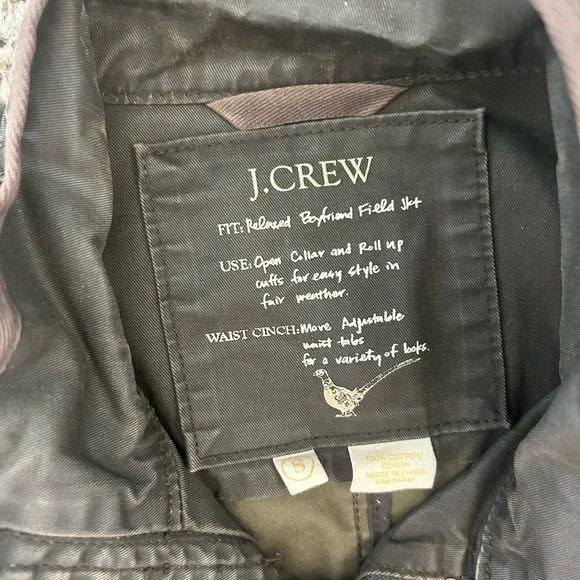 J.CREW
FIT: Relaxed Boyfriend Field Jkt
USE: Open Collar and Roll up
cuffs for easy style in
fair weather.
WAIST CINCH: More Adjustable
waist tabs
for a variety of looks.
S
100% COTTON/
COTON
MADE IN CHINA